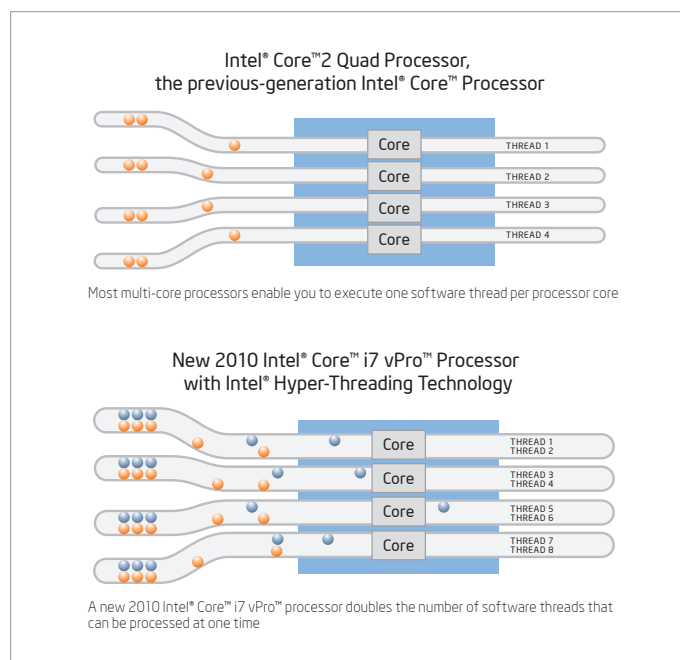 Intel® Core™2 Quad Processor,
the previous-generation Intel® Core™ Processor
Core
THREAD 1
Core
THREAD 2
Core
THREAD 3
Core
THREAD 4
Most multi-core processors enable you to execute one software thread per processor core
New 2010 Intel® Core™ i7 vPro™ Processor
with Intel® Hyper-Threading Technology
Core
THREAD 1
THREAD 2
Core
THREAD 3
THREAD 4
Core
THREAD 5
THREAD 6
Core
THREAD 7
THREAD 8
A new 2010 Intel® Core™ i7 vPro™ processor doubles the number of software threads that
can be processed at one time